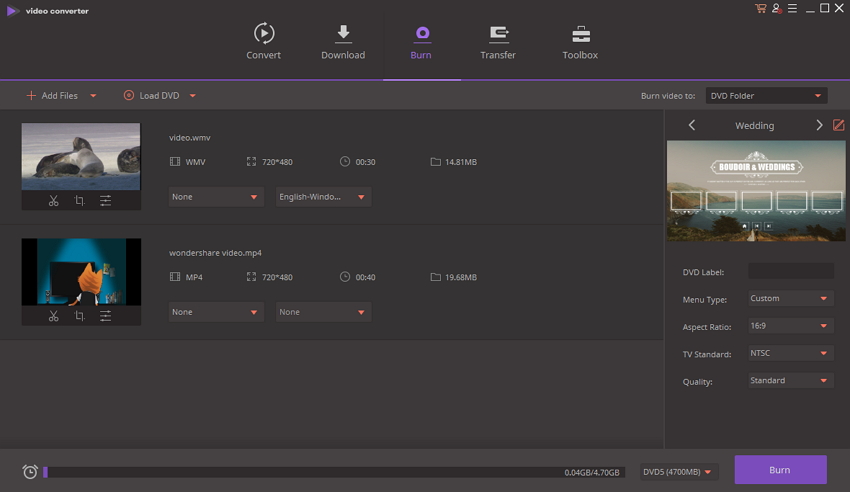 video converter
Convert
Download
Burn
Transfer
Toolbox
Add Files
Load DVD
Burn video to:
DVD Folder
video.wmv
WMV
720*480
00:30
14.81MB
None
English-Windo...
wondershare video.mp4
MP4
720*480
00:40
19.68MB
None
None
Wedding
BOUDOIR & WEDDINGS
DVD Label:
Menu Type:
Custom
Aspect Ratio:
16:9
TV Standard:
NTSC
Quality:
Standard
0.04GB/4.70GB
DVD5 (4700MB)
Burn